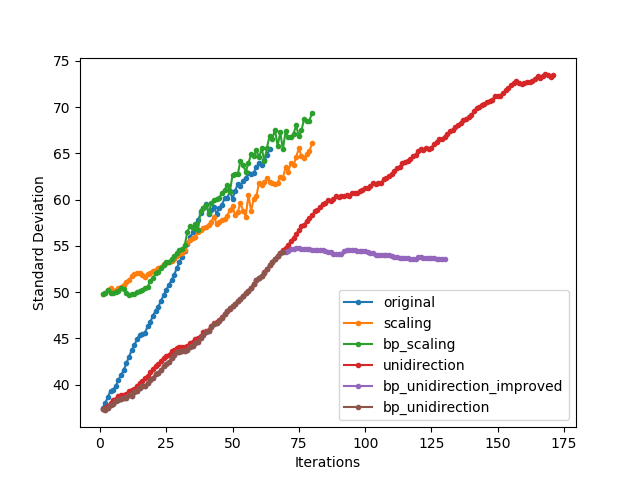 75
70
65
60
55
50
45
40
Standard Deviation
0
25
50
75
100
125
150
175
Iterations
original
scaling
bp_scaling
unidirection
bp_unidirection_improved
bp_unidirection